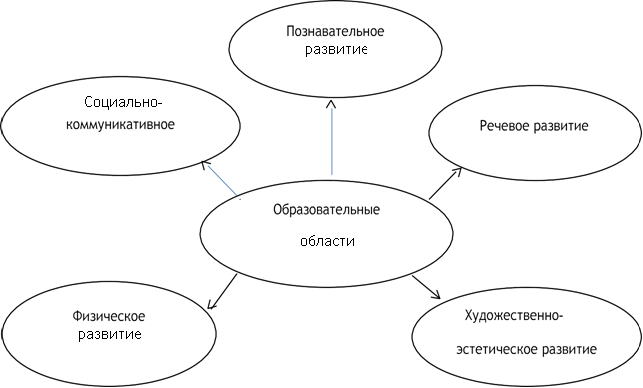 Познавательное
развитие
Социально-
коммуникативное
Речевое развитие
Образовательные
области
Физическое
развитие
Художественно-
эстетическое развитие